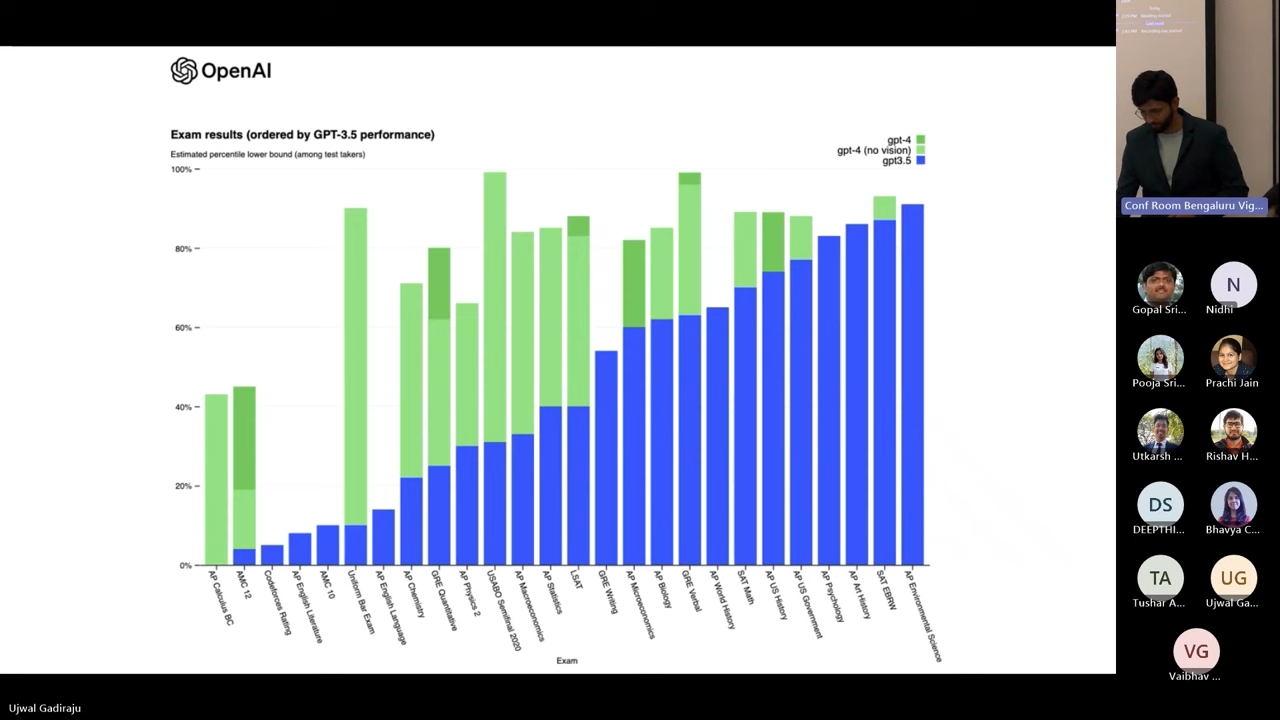 OpenAI
Exam results (ordered by GPT-3.5 performance)
Estimated percentile lower bound (among test takers)
gpt-4
gpt-4 (no vision)
gpt3.5
100%
80%
60%
40%
20%
0%
AP Calculus BC
AMC 12
Codeforces Rating
AP English Literature
AMC 10
Uniform Bar Exam
AP English Language
AP Chemistry
GRE Quantitative
AP Physics 2
USABO Semifinal 2020
AP Macroeconomics
AP Statistics
LSAT
GRE Writing
AP Microeconomics
AP Biology
GRE Verbal
AP World History
SAT Math
AP US History
AP US Government
AP Psychology
AP Art History
SAT EBRW
AP Environmental Science
Exam
Conf Room Bengaluru Vig...
Gopal Sri...
N
Nidhi
Pooja Sri...
Prachi Jain
Utkarsh ...
Rishav H...
DS
DEEPTHI...
Bhavya C...
TA
Tushar A...
UG
Ujwal Ga...
VG
Vaibhav ...
Ujwal Gadiraju